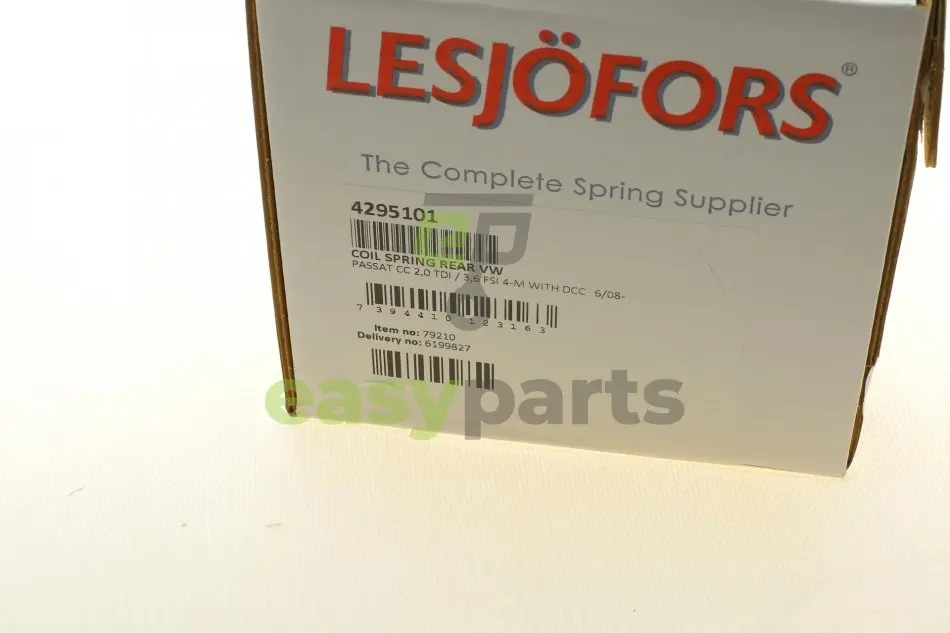 LESJÖFORS®
The Complete Spring Supplier
4295101
COIL SPRING REAR VW
PASSAT CC 2,0 TDI / 3,6 FSI 4-M WITH DCC 6/08-
7 394410 123163
Item no: 79210
Delivery no: 6199827
easyparts